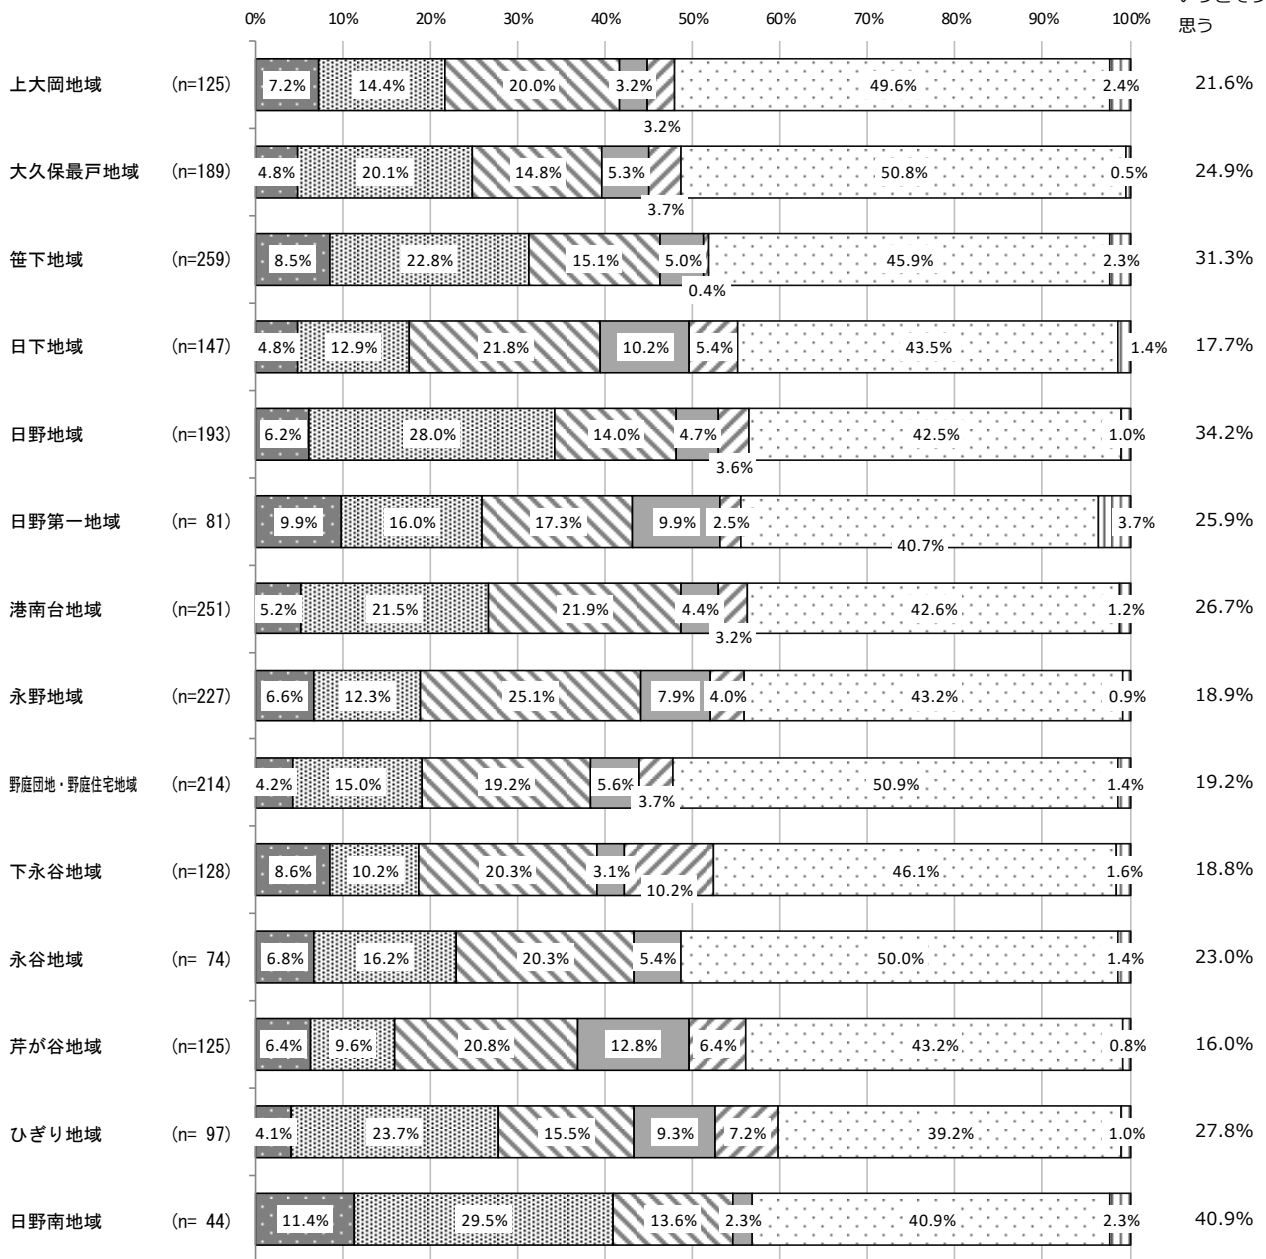 0% 10% 20% 30% 40% 50% 60% 70% 80% 90% 100%
思う
上大岡地域 (n=125) 7.2% 14.4% 20.0% 3.2% 49.6% 2.4% 21.6%
3.2%
大久保最戸地域 (n=189) 4.8% 20.1% 14.8% 5.3% 50.8% 0.5% 24.9%
3.7%
笹下地域 (n=259) 8.5% 22.8% 15.1% 5.0% 45.9% 2.3% 31.3%
0.4%
日下地域 (n=147) 4.8% 12.9% 21.8% 10.2% 5.4% 43.5% 1.4% 17.7%
日野地域 (n=193) 6.2% 28.0% 14.0% 4.7% 42.5% 1.0% 34.2%
3.6%
日野第一地域 (n= 81) 9.9% 16.0% 17.3% 9.9% 2.5% 3.7% 25.9%
40.7%
港南台地域 (n=251) 5.2% 21.5% 21.9% 4.4% 42.6% 1.2% 26.7%
3.2%
永野地域 (n=227) 6.6% 12.3% 25.1% 7.9% 4.0% 43.2% 0.9% 18.9%
野庭団地・野庭住宅地域 (n=214) 4.2% 15.0% 19.2% 5.6% 50.9% 1.4% 19.2%
3.7%
下永谷地域 (n=128) 8.6% 10.2% 20.3% 3.1% 46.1% 1.6% 18.8%
10.2%
永谷地域 (n= 74) 6.8% 16.2% 20.3% 5.4% 50.0% 1.4% 23.0%
芹が谷地域 (n=125) 6.4% 9.6% 20.8% 12.8% 6.4% 43.2% 0.8% 16.0%
ひぎり地域 (n= 97) 4.1% 23.7% 15.5% 9.3% 7.2% 39.2% 1.0% 27.8%
日野南地域 (n= 44) 11.4% 29.5% 13.6% 2.3% 40.9% 2.3% 40.9%